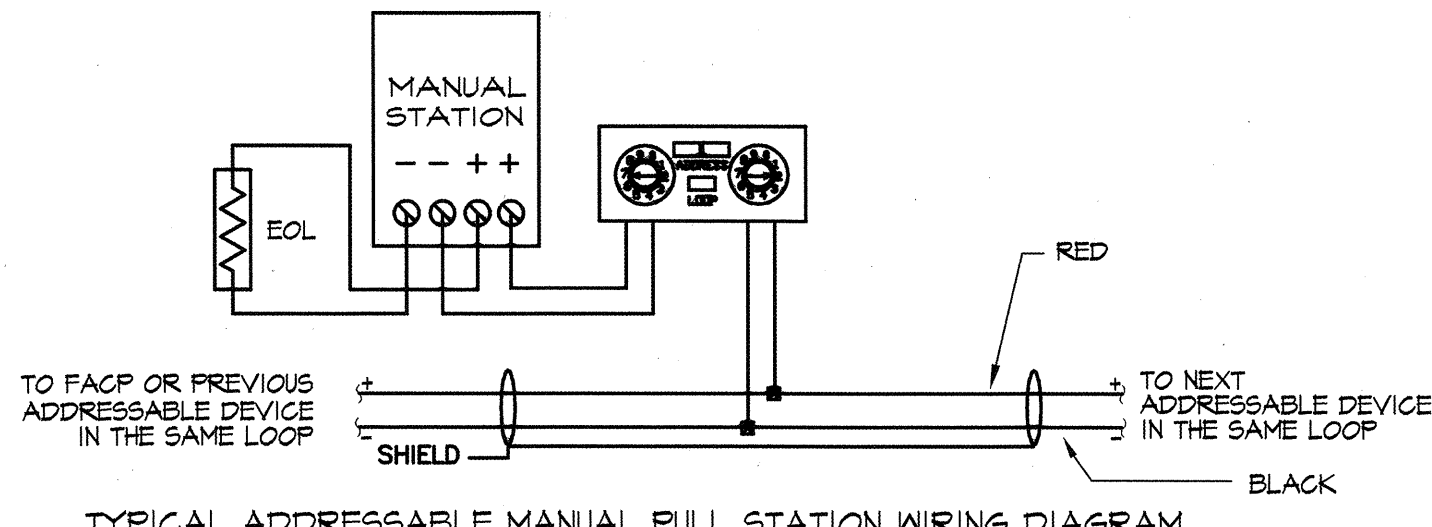 MANUAL
STATION
- - + +
ADDRESS
LOOP
EOL
RED
TO FACP OR PREVIOUS
ADDRESSABLE DEVICE
IN THE SAME LOOP
+
-
+
-
TO NEXT
ADDRESSABLE DEVICE
IN THE SAME LOOP
SHIELD
BLACK
TYPICAL ADDRESSABLE MANUAL PULL STATION WIRING DIAGRAM